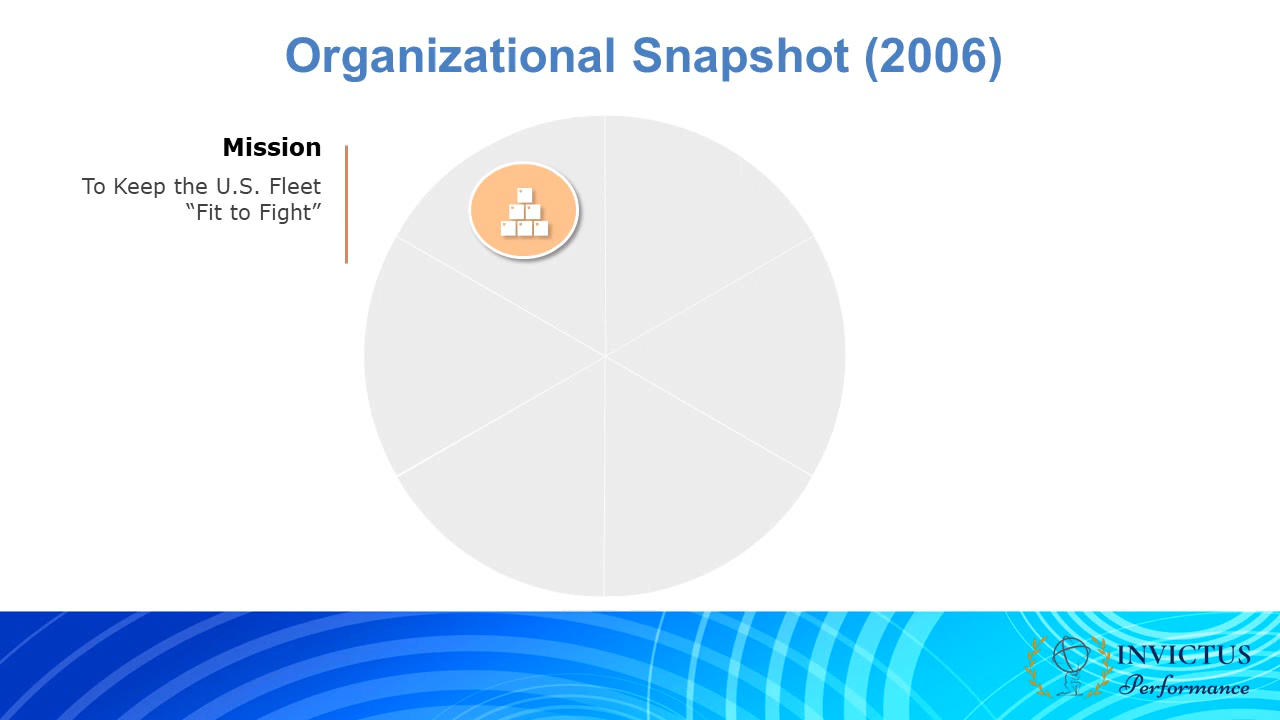 Organizational Snapshot (2006)
Mission
To Keep the U.S. Fleet
“Fit to Fight”
INVICTUS
Performance